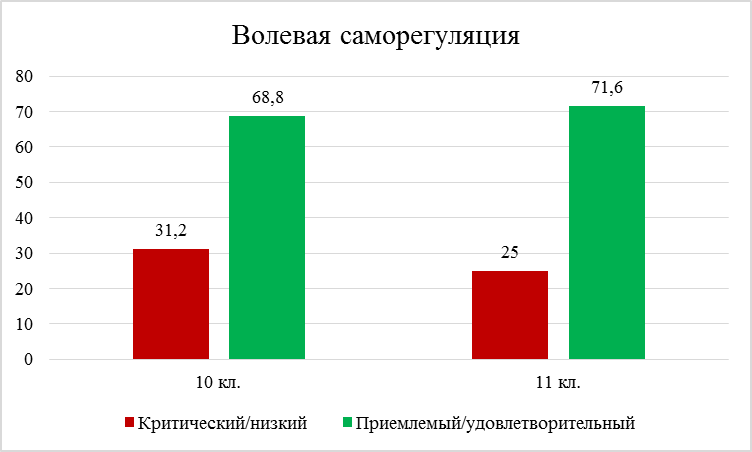 Волевая саморегуляция
80
70
60
50
40
30
20
10
0
31,2
68,8
25
71,6
10 кл.
11 кл.
Критический/низкий
Приемлемый/удовлетворительный